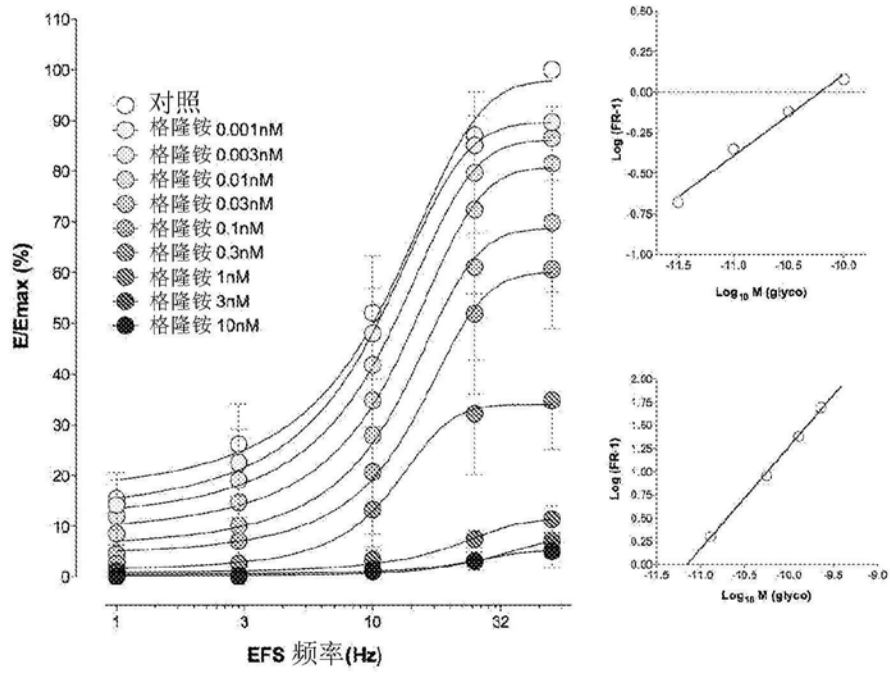 110
100
90
80
70
60
50
40
30
20
10
0
E/Emax (%)
对照
格隆铵 0.001nM
格隆铵 0.003nM
格隆铵 0.01nM
格隆铵 0.03nM
格隆铵 0.1nM
格隆铵 0.3nM
格隆铵 1nM
格隆铵 3nM
格隆铵 10nM
1 3 10 32
EFS 频率(Hz)
0.50
0.25
0.00
-0.25
-0.50
-0.75
-1.00
Log (FR-1)
-11.5 -11.0 -10.5 -10.0
Log10 M (glyco)
2.00
1.75
1.50
1.25
1.00
0.75
0.50
0.25
0.00
Log (FR-1)
-11.5 -11.0 -10.5 -10.0 -9.5 -9.0
Log10 M (glyco)